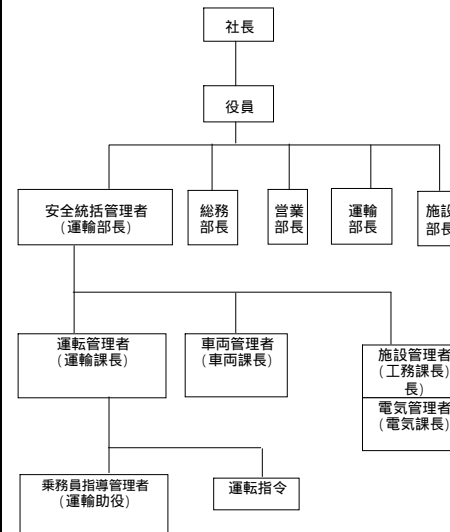 社長
役員
安全統括管理者
(運輸部長)
総務
部長
営業
部長
運輸
部長
施設
部長
運転管理者
(運輸課長)
車両管理者
(車両課長)
施設管理者
(工務課長)
長)
電気管理者
(電気課長)
乗務員指導管理者
(運輸助役)
運転指令